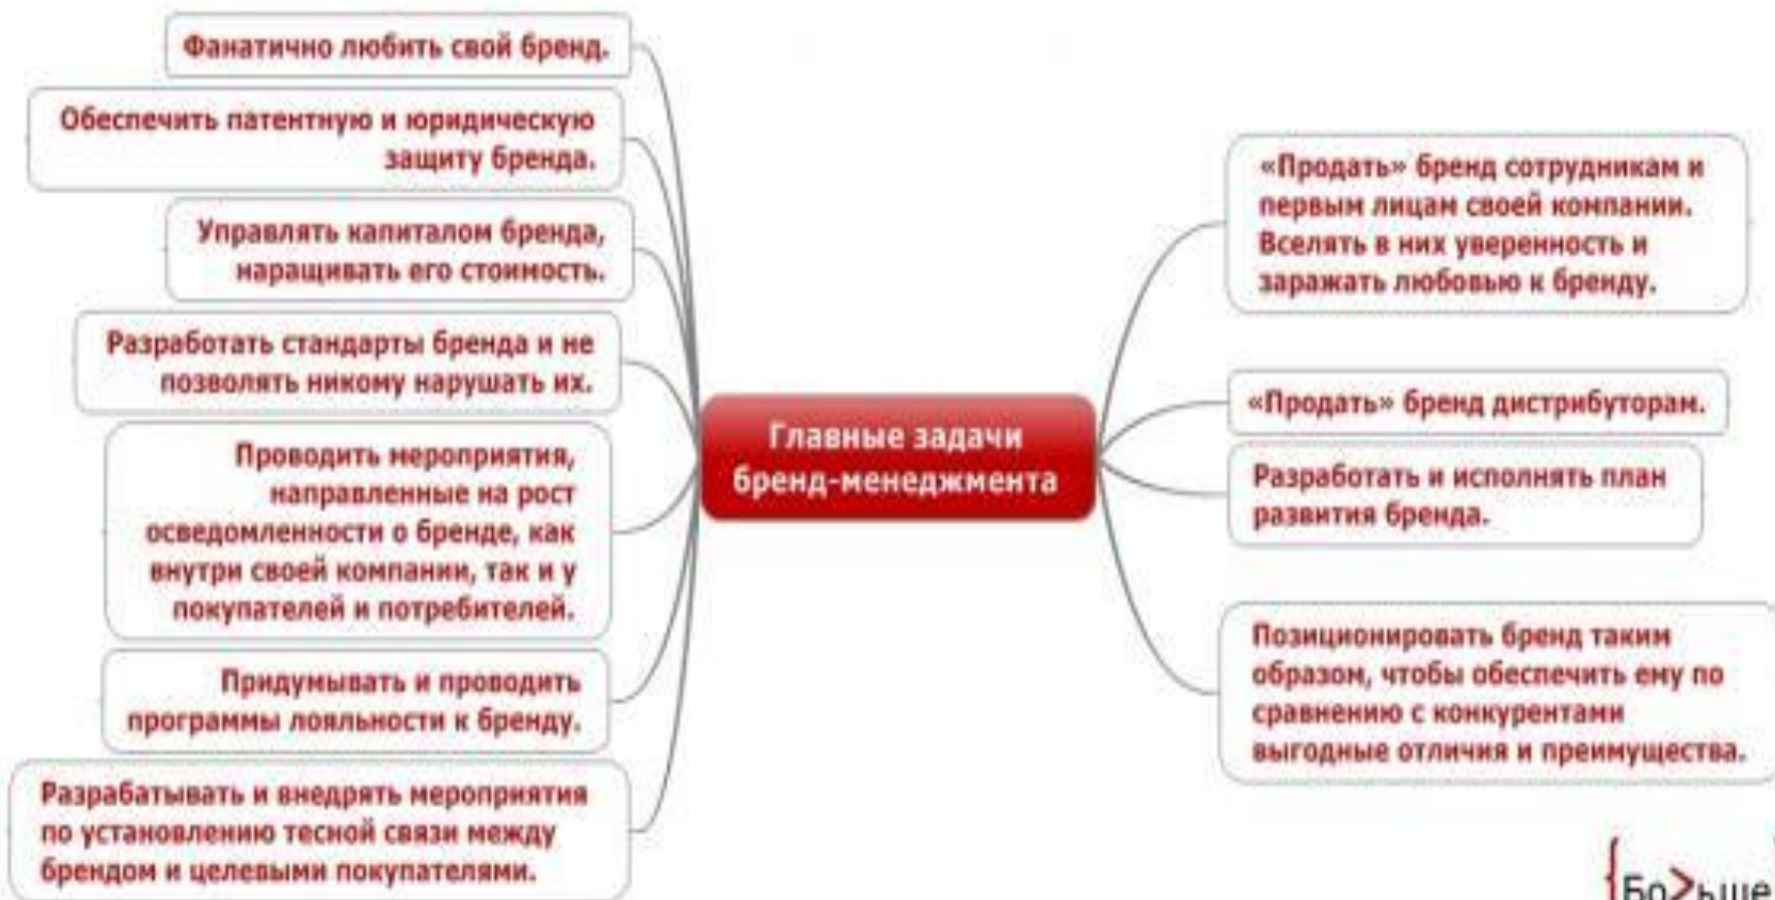 Фанатично любить свой бренд.
Обеспечить патентную и юридическую
защиту бренда.
Управлять капиталом бренда,
наращивать его стоимость.
Разработать стандарты бренда и не
позволять никому нарушать их.
Проводить мероприятия,
направленные на рост
осведомленности о бренде, как
внутри своей компании, так и у
покупателей и потребителей.
Придумывать и проводить
программы лояльности к бренду.
Разрабатывать и внедрять мероприятия
по установлению тесной связи между
брендом и целевыми покупателями.
Главные задачи
бренд-менеджмента
«Продать» бренд сотрудникам и
первым лицам своей компании.
Вселять в них уверенность и
заражать любовью к бренду.
«Продать» бренд дистрибуторам.
Разработать и исполнять план
развития бренда.
Позиционировать бренд таким
образом, чтобы обеспечить ему по
сравнению с конкурентами
выгодные отличия и преимущества.
{Бо>ьше